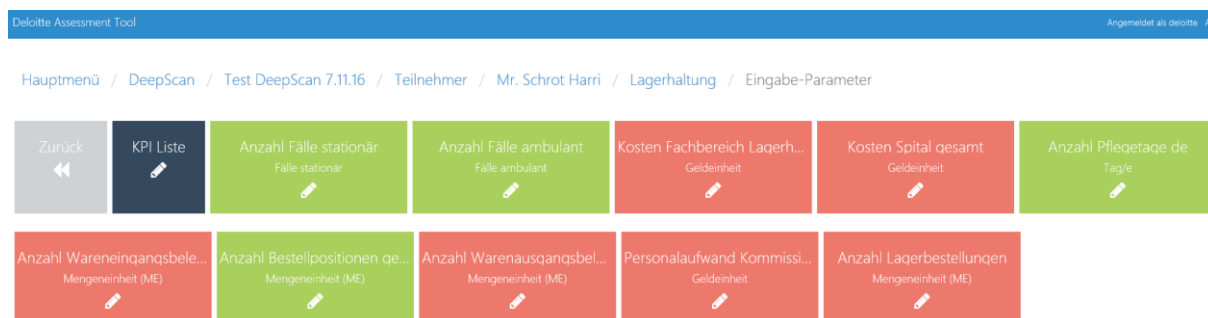 Deloitte Assessment Tool
Angemeldet als deloitte
Hauptmenü / DeepScan / Test DeepScan 7.11.16 / Teilnehmer / Mr. Schrot Harri / Lagerhaltung / Eingabe-Parameter
Zurück
KPI Liste
Anzahl Fälle stationär
Fälle stationär
Anzahl Fälle ambulant
Fälle ambulant
Kosten Fachbereich Lagerh...
Geldeinheit
Kosten Spital gesamt
Geldeinheit
Anzahl Pflegetage de
Tag/e
Anzahl Wareneingangsbele...
Mengeneinheit (ME)
Anzahl Bestellpositionen ge...
Mengeneinheit (ME)
Anzahl Warenausgangsbel...
Mengeneinheit (ME)
Personalaufwand Kommissi...
Geldeinheit
Anzahl Lagerbestellungen
Mengeneinheit (ME)